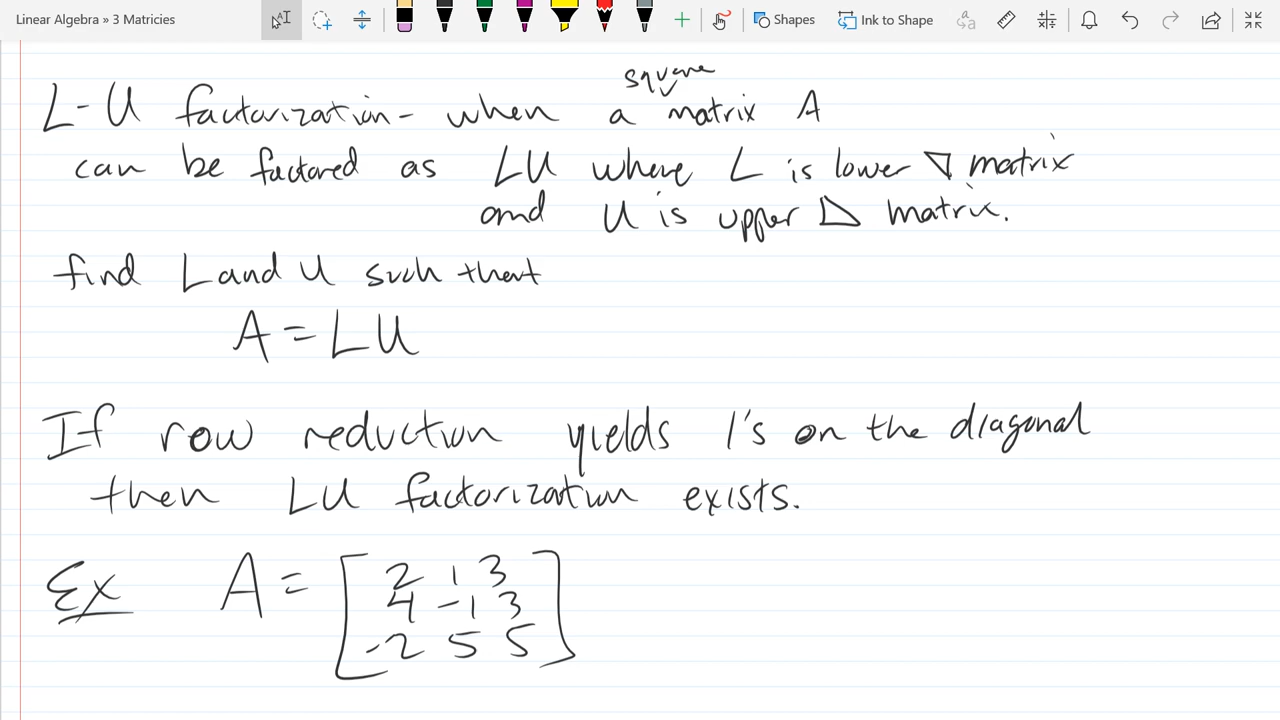 Linear Algebra » 3 Matricies
Shapes
Ink to Shape
L-U factorization - when a square matrix A
can be factored as LU where L is lower ▽ matrix
and U is upper △ matrix.
find L and U such that
A = LU
If row reduction yields 1's on the diagonal
then LU factorization exists.
Ex A = [ 2 1 3
4 -1 3
-2 5 5 ]